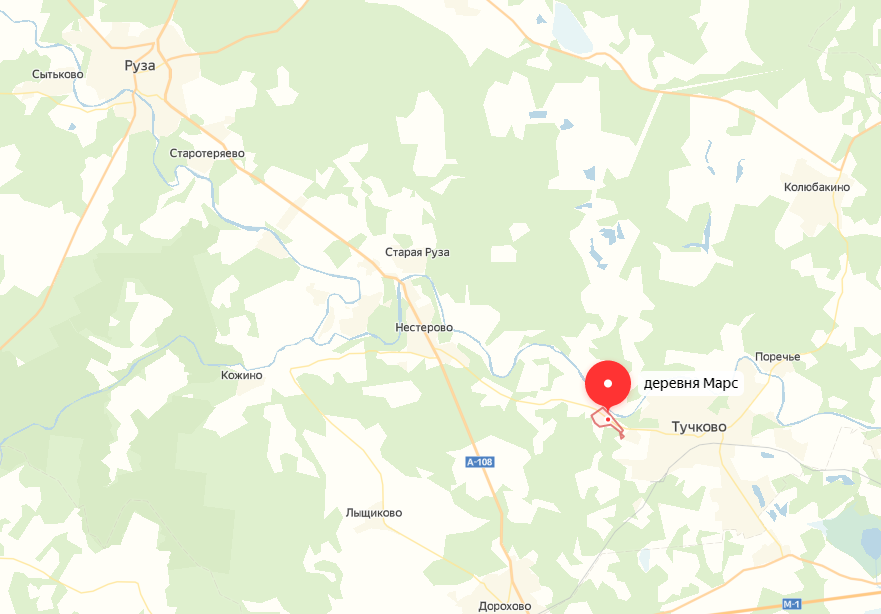 Руза
Сытьково
Старотеряево
Колюбакино
Старая Руза
Нестерово
Поречье
Кожино
деревня Марс
Тучково
А-108
Лыщиково
Дорохово
М-1